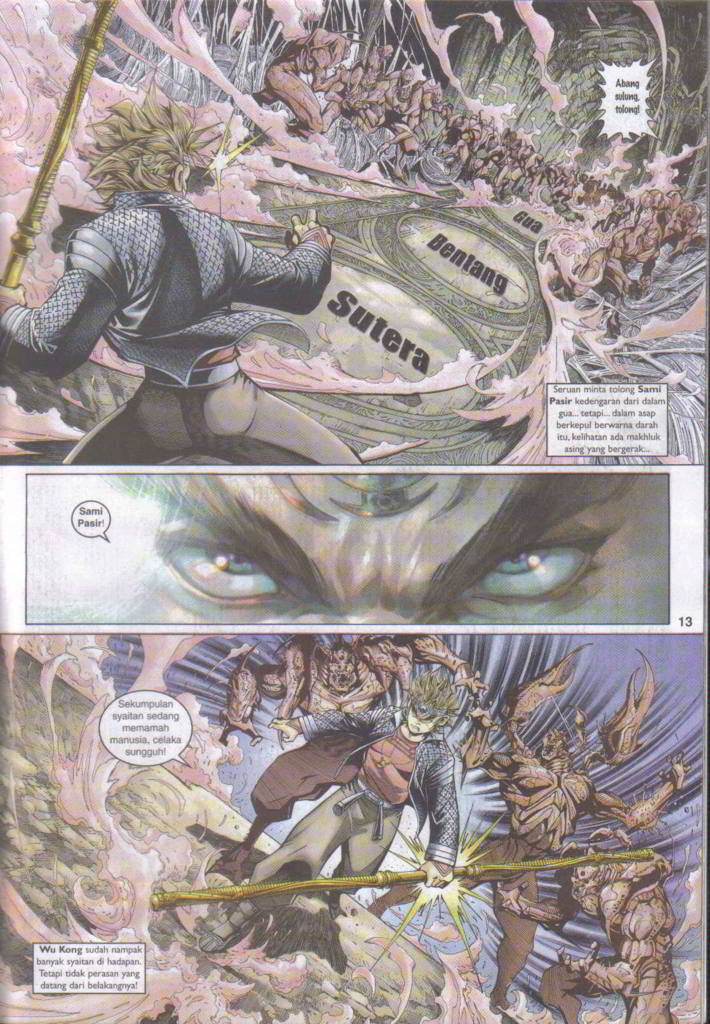 Abang
sulung,
tolong!
Gua
Bentang
Sutera
Seruan minta tolong Sami
Pasir kedengaran dari dalam
gua... tetapi... dalam asap
berkepul berwarna darah
itu, kelihatan ada makhluk
asing yang bergerak...
Sami
Pasir!
13
Sekumpulan
syaitan sedang
memamah
manusia, celaka
sungguh!
Wu Kong sudah nampak
banyak syaitan di hadapan.
Tetapi tidak perasan yang
datang dari belakangnya!